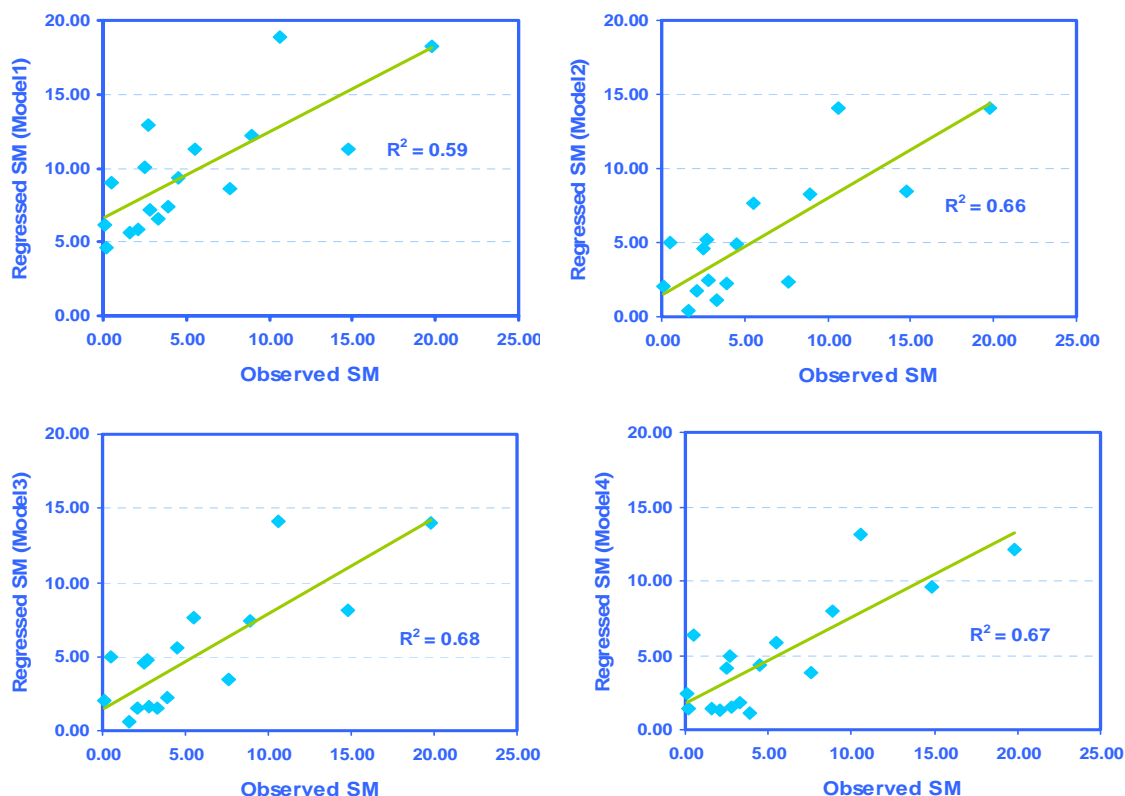 20.00
15.00
10.00
5.00
0.00
Regressed SM (Model1)
R² = 0.59
0.00 5.00 10.00 15.00 20.00 25.00
Observed SM
20.00
15.00
10.00
5.00
0.00
Regressed SM (Model2)
R² = 0.66
0.00 5.00 10.00 15.00 20.00 25.00
Observed SM
20.00
15.00
10.00
5.00
0.00
Regressed SM (Model3)
R² = 0.68
0.00 5.00 10.00 15.00 20.00 25.00
Observed SM
20.00
15.00
10.00
5.00
0.00
Regressed SM (Model4)
R² = 0.67
0.00 5.00 10.00 15.00 20.00 25.00
Observed SM